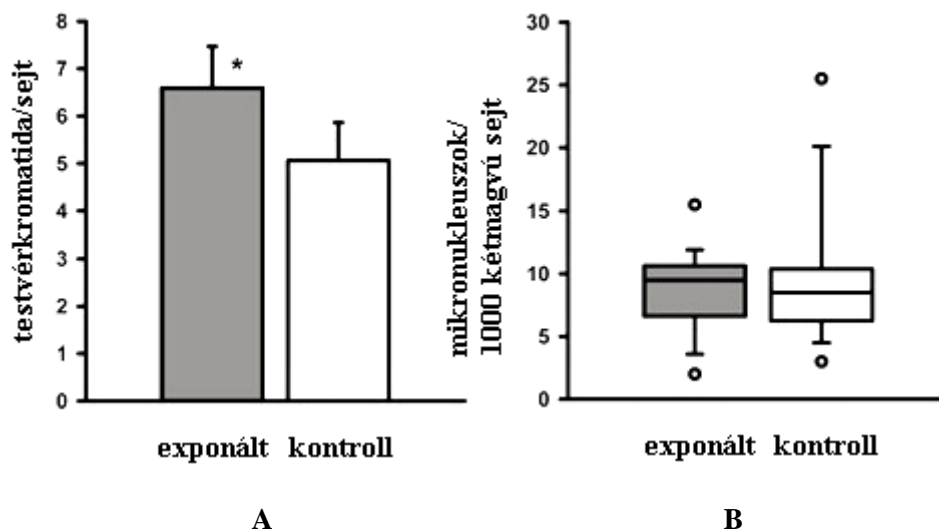 testvérkromatida/sejt
8
7
6
5
4
3
2
1
0
*
exponált kontroll
A
mikronukleuszok/
1000 kétmagvú sejt
30
25
20
15
10
5
0
exponált kontroll
B